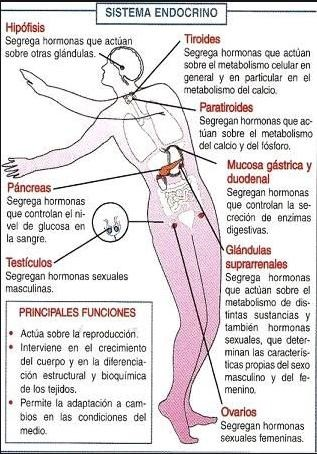 SISTEMA ENDOCRINO
Hipófisis
Segrega hormonas que actúan
sobre otras glándulas.
Tiroides
Segrega hormonas que actúan
sobre el metabolismo celular en
general y en particular en el
metabolismo del calcio.
Paratiroides
Segregan hormonas que ac-
túan sobre el metabolismo
del calcio y del fósforo.
Mucosa gástrica y
duodenal
Segregan hormonas
que controlan la se-
creción de enzimas
digestivas.
Páncreas
Segrega hormonas
que controlan el ni-
vel de glucosa en
la sangre.
Testículos
Segregan hormonas sexuales
masculinas.
Glándulas
suprarrenales
Segrega hormonas
que actúan sobre el
metabolismo de dis-
tintas sustancias y
también hormonas
sexuales, que deter-
minan las caracterís-
ticas propias del sexo
masculino y del fe-
menino.
Ovarios
Segregan hormonas
sexuales femeninas.
PRINCIPALES FUNCIONES
• Actúa sobre la reproducción.
• Interviene en el crecimiento
del cuerpo y en la diferencia-
ción estructural y bioquímica
de los tejidos.
• Permite la adaptación a cam-
bios en las condiciones del
medio.